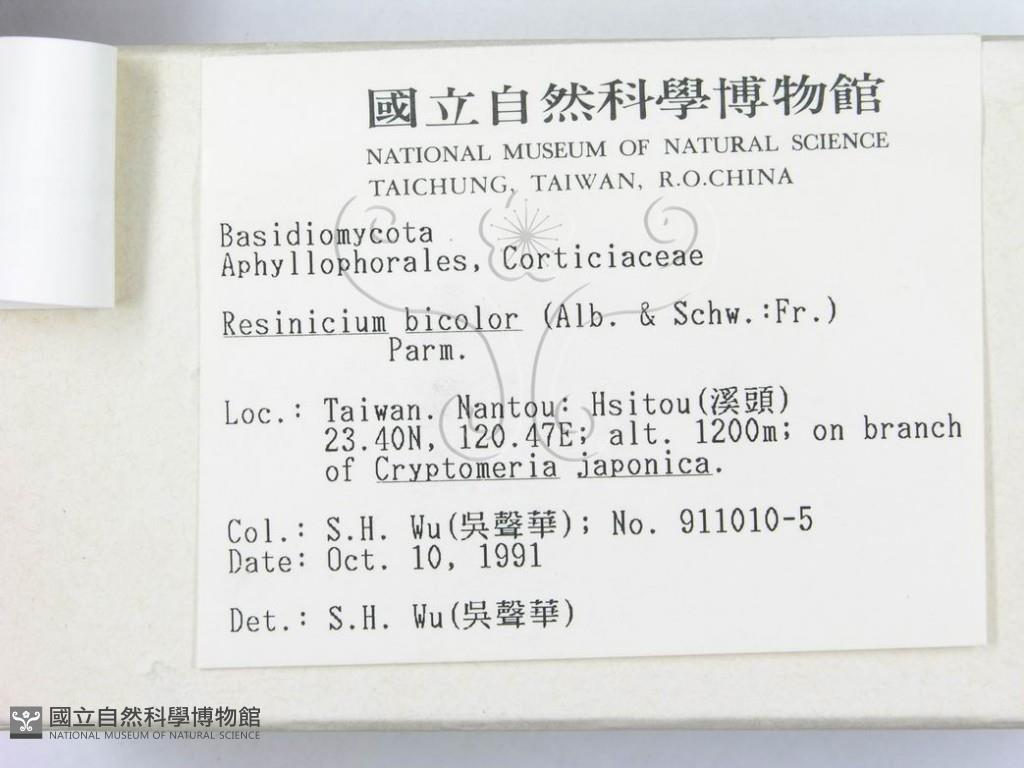 國立自然科學博物館
NATIONAL MUSEUM OF NATURAL SCIENCE
TAICHUNG, TAIWAN, R.O.CHINA
Basidiomycota
Aphyllophorales, Corticiaceae
Resinicium bicolor (Alb. & Schw.:Fr.)
Parm.
Loc.: Taiwan. Nantou: Hsitou(溪頭)
23.40N, 120.47E; alt. 1200m; on branch
of Cryptomeria japonica.
Col.: S.H. Wu(吳聲華); No. 911010-5
Date: Oct. 10, 1991
Det.: S.H. Wu(吳聲華)
國立自然科學博物館
NATIONAL MUSEUM OF NATURAL SCIENCE